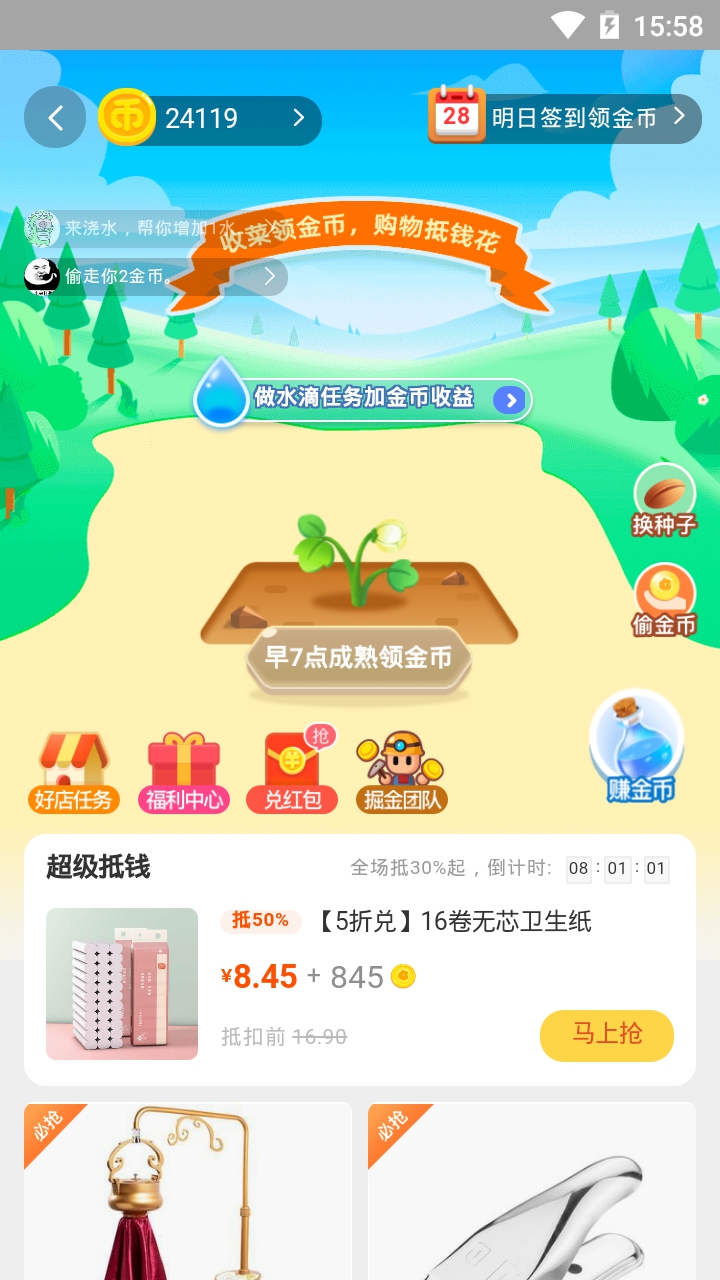 15:58
币
24119
28
明日签到领金币
收菜领金币，购物抵钱花
来浇水，帮你增加1水
偷走你2金币。
做水滴任务加金币收益
换种子
偷金币
早7点成熟领金币
抢
好店任务
福利中心
兑红包
掘金团队
赚金币
超级抵钱
全场抵30%起，倒计时: 08:01:01
抵50% 【5折兑】16卷无芯卫生纸
¥8.45 + 845
抵扣前 16.90
马上抢
必抢
必抢